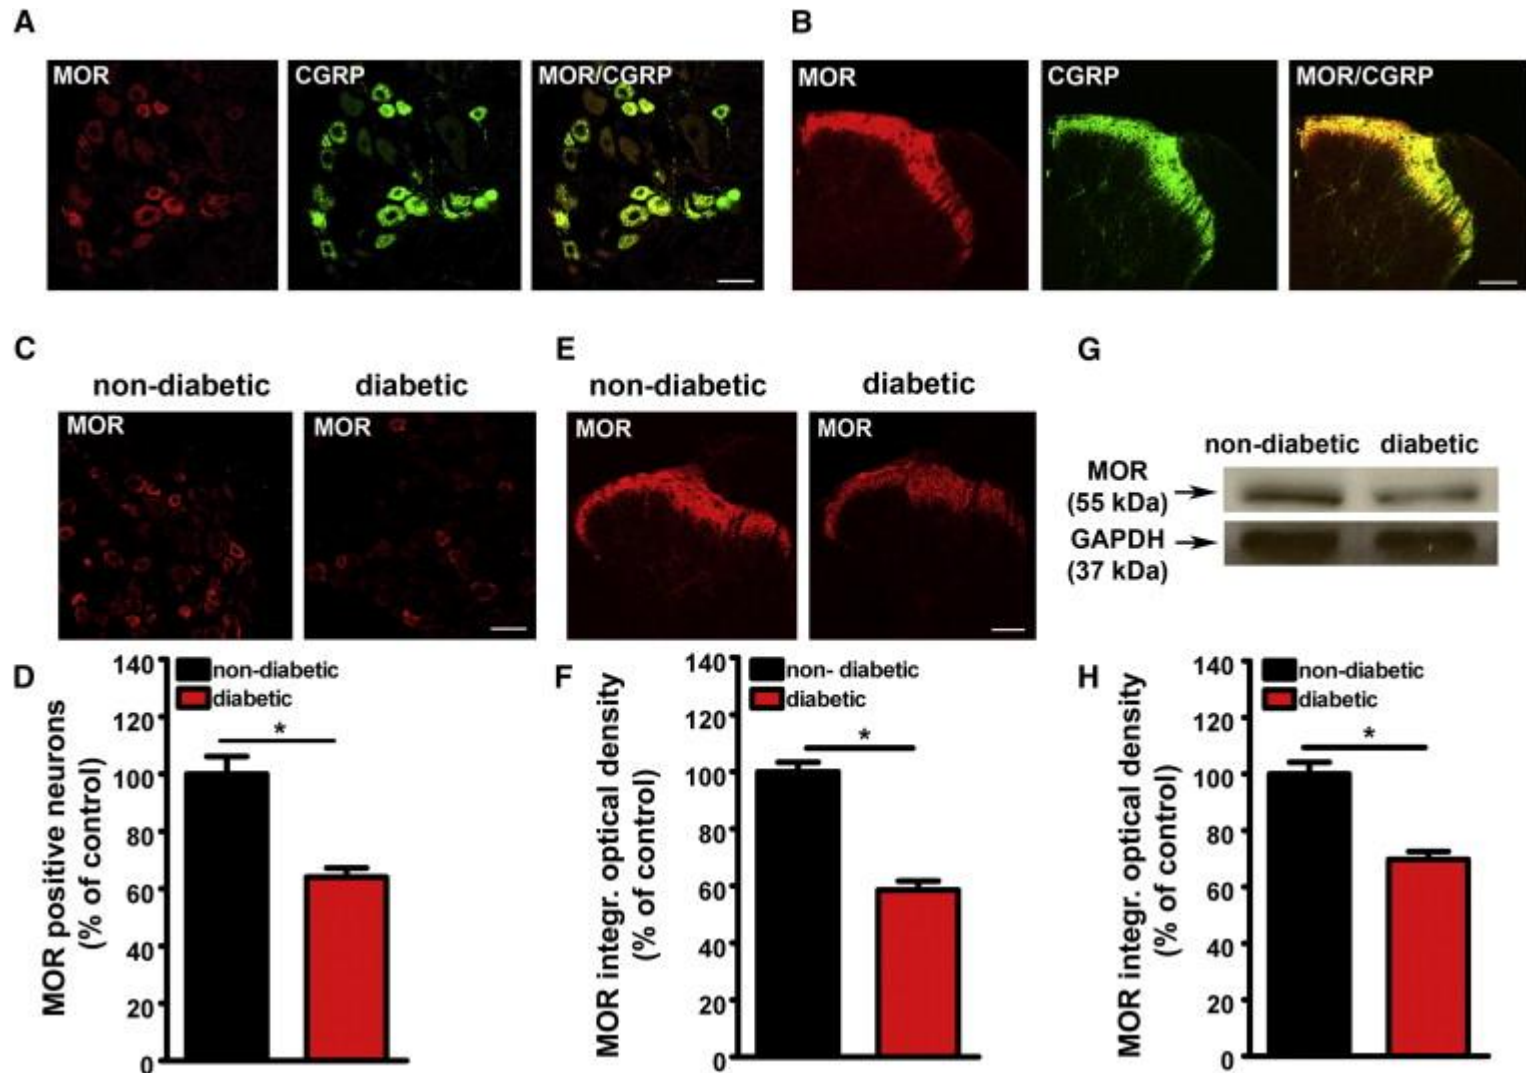 A
B
MOR
CGRP
MOR/CGRP
MOR
CGRP
MOR/CGRP
C
non-diabetic
diabetic
MOR
MOR
E
non-diabetic
diabetic
MOR
MOR
G
non-diabetic
diabetic
MOR
(55 kDa)
GAPDH
(37 kDa)
D
MOR positive neurons
(% of control)
140
120
100
80
60
40
20
0
non-diabetic
diabetic
*
F
MOR integr. optical density
(% of control)
140
120
100
80
60
40
20
0
non- diabetic
diabetic
*
H
MOR integr. optical density
(% of control)
140
120
100
80
60
40
20
0
non-diabetic
diabetic
*